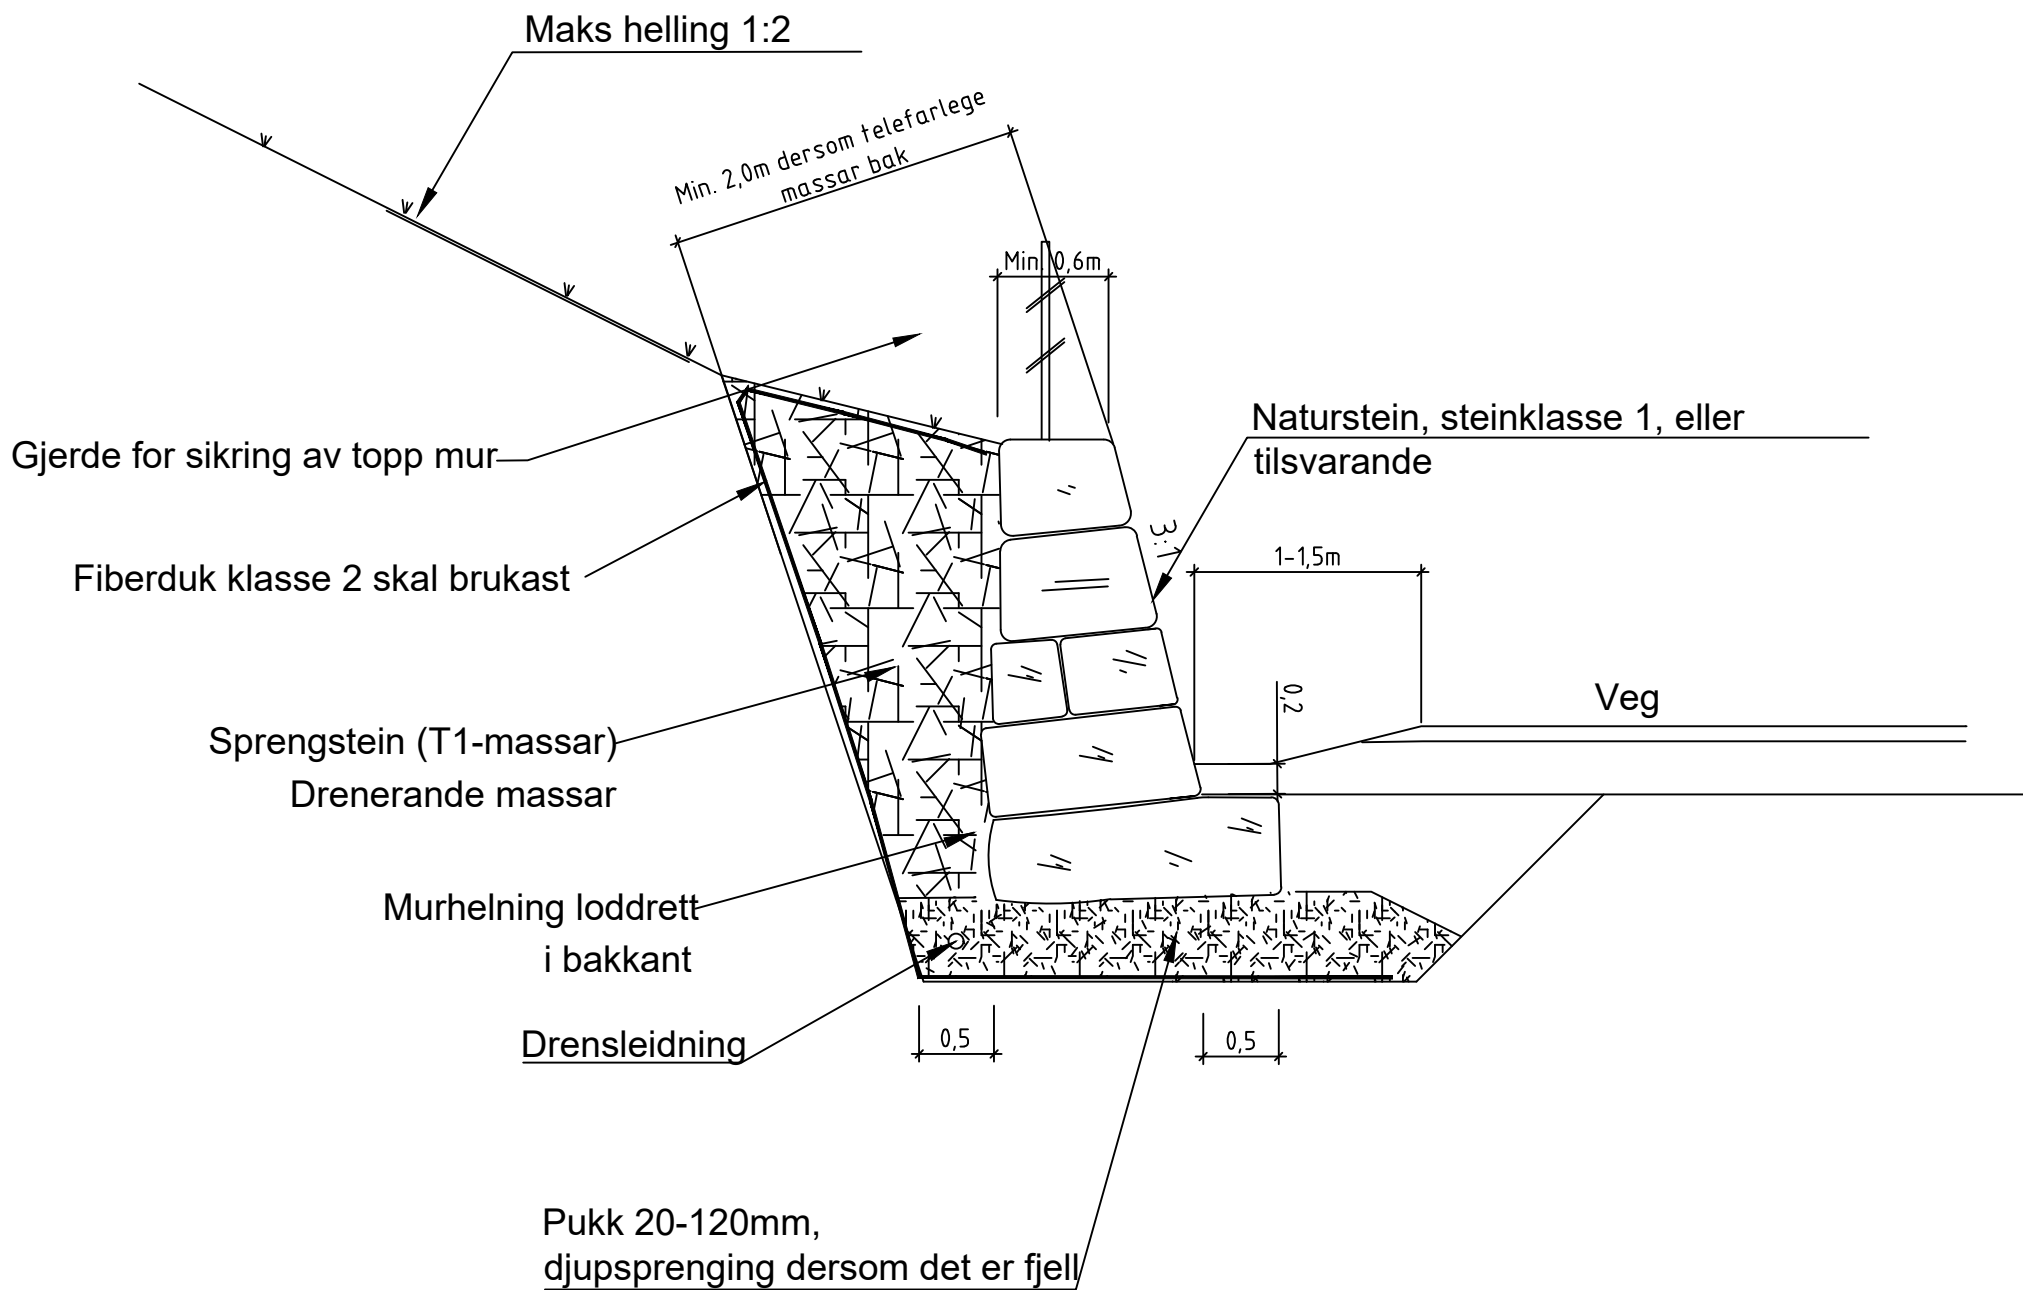 Maks helling 1:2
Min. 2,0m dersom telefarlege
massar bak
Min. 0,6m
Naturstein, steinklasse 1, eller
tilsvarande
Gjerde for sikring av topp mur
3:1
1-1,5m
Fiberduk klasse 2 skal brukast
0,2
Veg
Sprengstein (T1-massar)
Drenerande massar
Murhelning loddrett
i bakkant
Drensleidning
0,5
0,5
Pukk 20-120mm,
djupsprenging dersom det er fjell